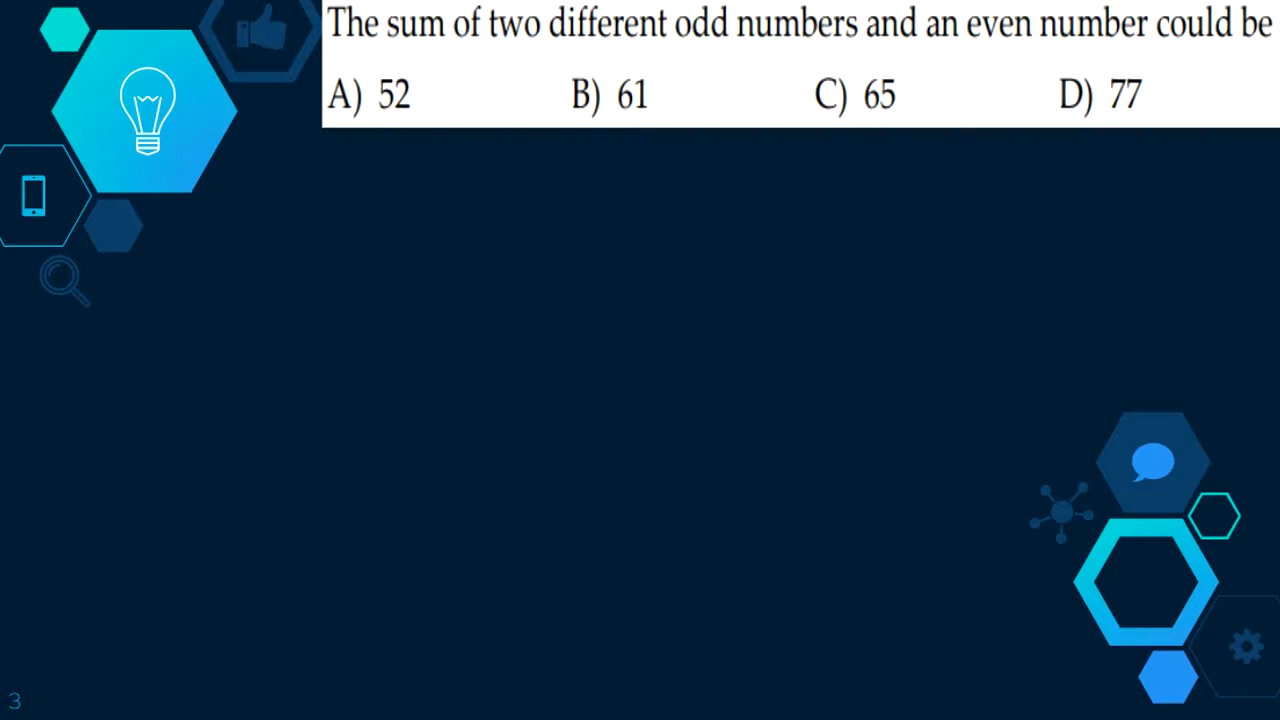 The sum of two different odd numbers and an even number could be
A) 52 B) 61 C) 65 D) 77
3